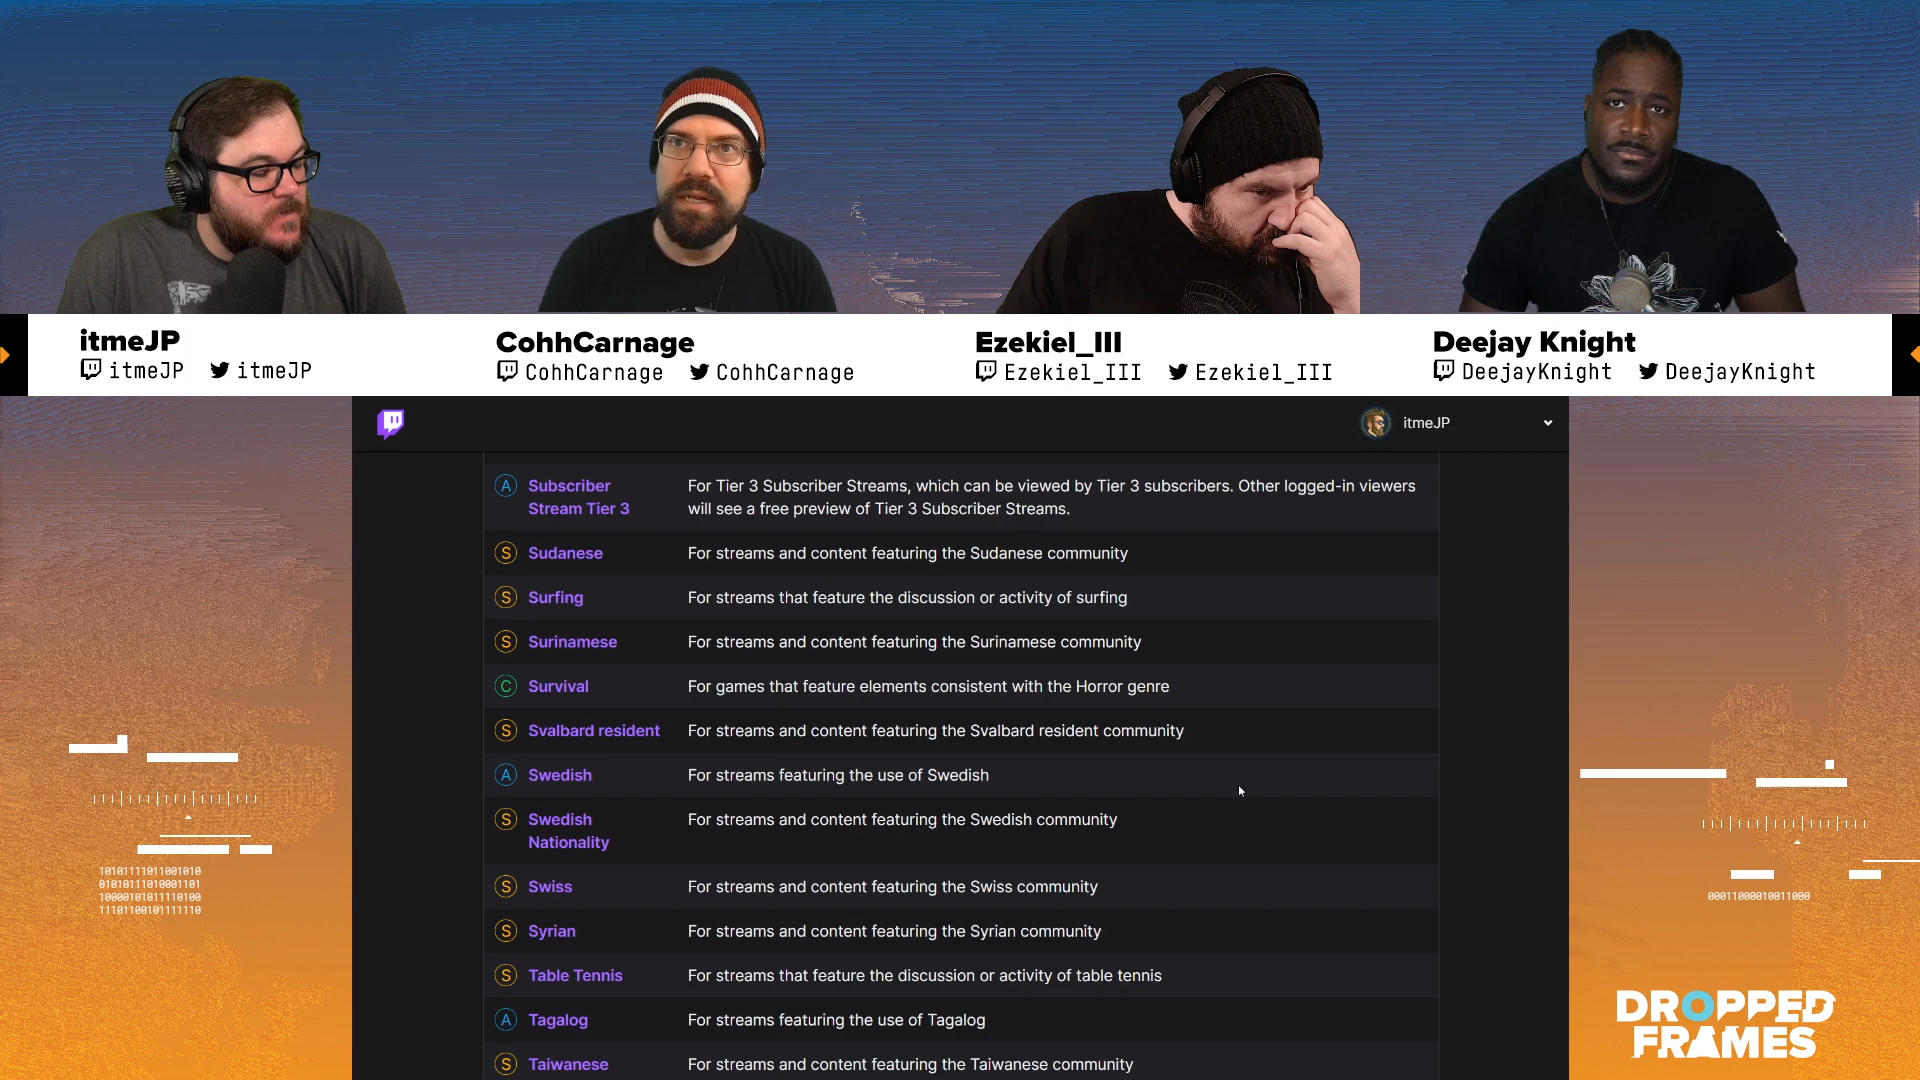 itmeJP
itmeJP itmeJP
CohhCarnage
CohhCarnage CohhCarnage
Ezekiel_III
Ezekiel_III Ezekiel_III
Deejay Knight
DeejayKnight DeejayKnight
itmeJP
A Subscriber Stream Tier 3 For Tier 3 Subscriber Streams, which can be viewed by Tier 3 subscribers. Other logged-in viewers
will see a free preview of Tier 3 Subscriber Streams.
S Sudanese For streams and content featuring the Sudanese community
S Surfing For streams that feature the discussion or activity of surfing
S Surinamese For streams and content featuring the Surinamese community
C Survival For games that feature elements consistent with the Horror genre
S Svalbard resident For streams and content featuring the Svalbard resident community
A Swedish For streams featuring the use of Swedish
S Swedish For streams and content featuring the Swedish community
Nationality
S Swiss For streams and content featuring the Swiss community
S Syrian For streams and content featuring the Syrian community
S Table Tennis For streams that feature the discussion or activity of table tennis
A Tagalog For streams featuring the use of Tagalog
S Taiwanese For streams and content featuring the Taiwanese community
10101111011001010
01010111010001101
10000101011110100
11101100101111110
00011000010011000
DROPPED
FRAMES